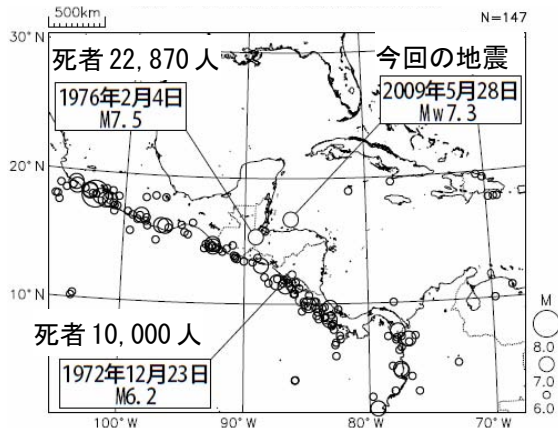 500km
N=147
30°N
死者 22,870 人
今回の地震
1976年2月4日
M7.5
2009年5月28日
Mw7.3
20°N
10°N
死者 10,000 人
1972年12月23日
M6.2
M
8.0
7.0
6.0
100°W
90°W
80°W
70°W